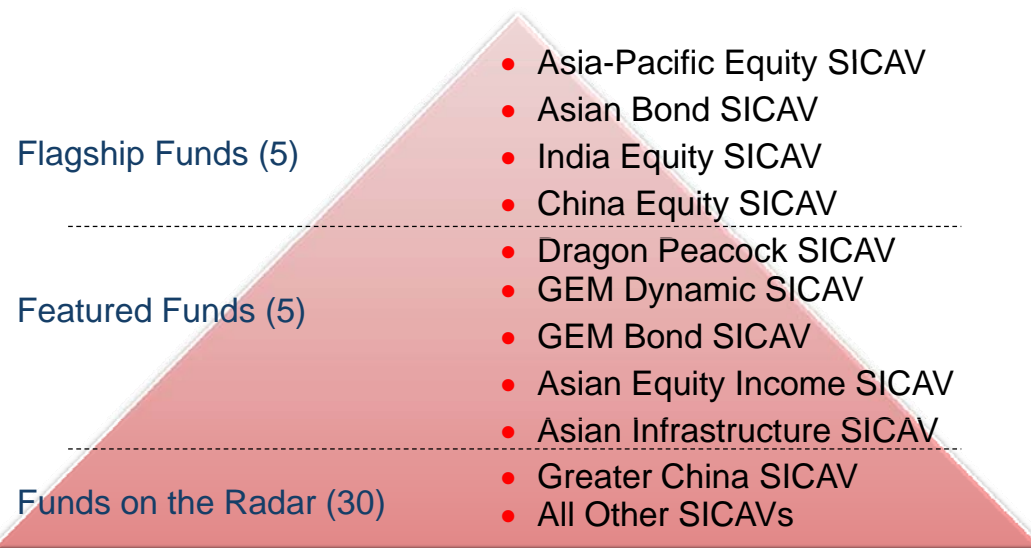 Flagship Funds (5)
• Asia-Pacific Equity SICAV
• Asian Bond SICAV
• India Equity SICAV
• China Equity SICAV
Featured Funds (5)
• Dragon Peacock SICAV
• GEM Dynamic SICAV
• GEM Bond SICAV
• Asian Equity Income SICAV
• Asian Infrastructure SICAV
Funds on the Radar (30)
• Greater China SICAV
• All Other SICAVs